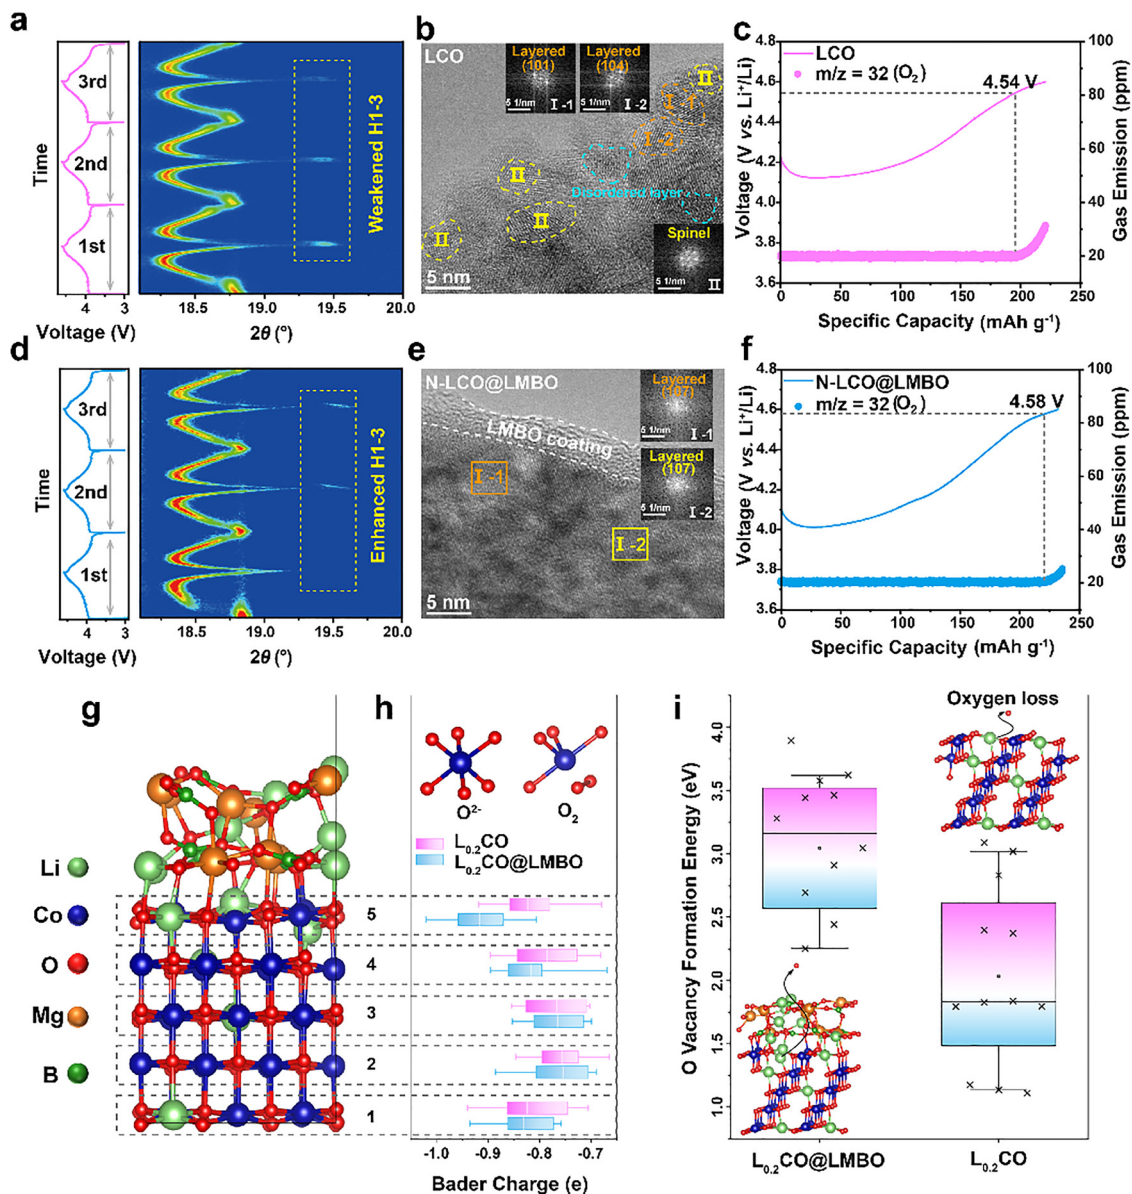 a
3rd
2nd
1st
Time
4 3
Voltage (V)
Weakened H1-3
18.5 19.0 19.5 20.0
2θ (°)
b
LCO
Layered
(101)
I -1
5 1/nm
Layered
(104)
I -2
5 1/nm
II
I -1
I -2
II
II
II
Disordered layer
Spinel
5 1/nm
II
5 nm
c
LCO
m/z = 32 (O₂)
4.54 V
4.8
4.6
4.4
4.2
4.0
3.8
3.6
Voltage (V vs. Li⁺/Li)
100
90
80
70
60
50
40
30
20
10
Gas Emission (ppm)
0 50 100 150 200 250
Specific Capacity (mAh g⁻¹)
d
3rd
2nd
1st
Time
4 3
Voltage (V)
Enhanced H1-3
18.5 19.0 19.5 20.0
2θ (°)
e
N-LCO@LMBO
LMBO coating
Layered
(107)
5 1/nm
I -1
Layered
(107)
5 1/nm
I -2
I -1
I -2
5 nm
f
N-LCO@LMBO
m/z = 32 (O₂)
4.58 V
4.8
4.6
4.4
4.2
4.0
3.8
3.6
Voltage (V vs. Li⁺/Li)
100
90
80
70
60
50
40
30
20
10
Gas Emission (ppm)
0 50 100 150 200 250
Specific Capacity (mAh g⁻¹)
g
Li
Co
O
Mg
B
5
4
3
2
1
h
O²⁻
O₂
L₀.₂CO
L₀.₂CO@LMBO
-1.0 -0.9 -0.8 -0.7
Bader Charge (e)
i
Oxygen loss
4.0
3.5
3.0
2.5
2.0
1.5
1.0
O Vacancy Formation Energy (eV)
L₀.₂CO@LMBO
L₀.₂CO